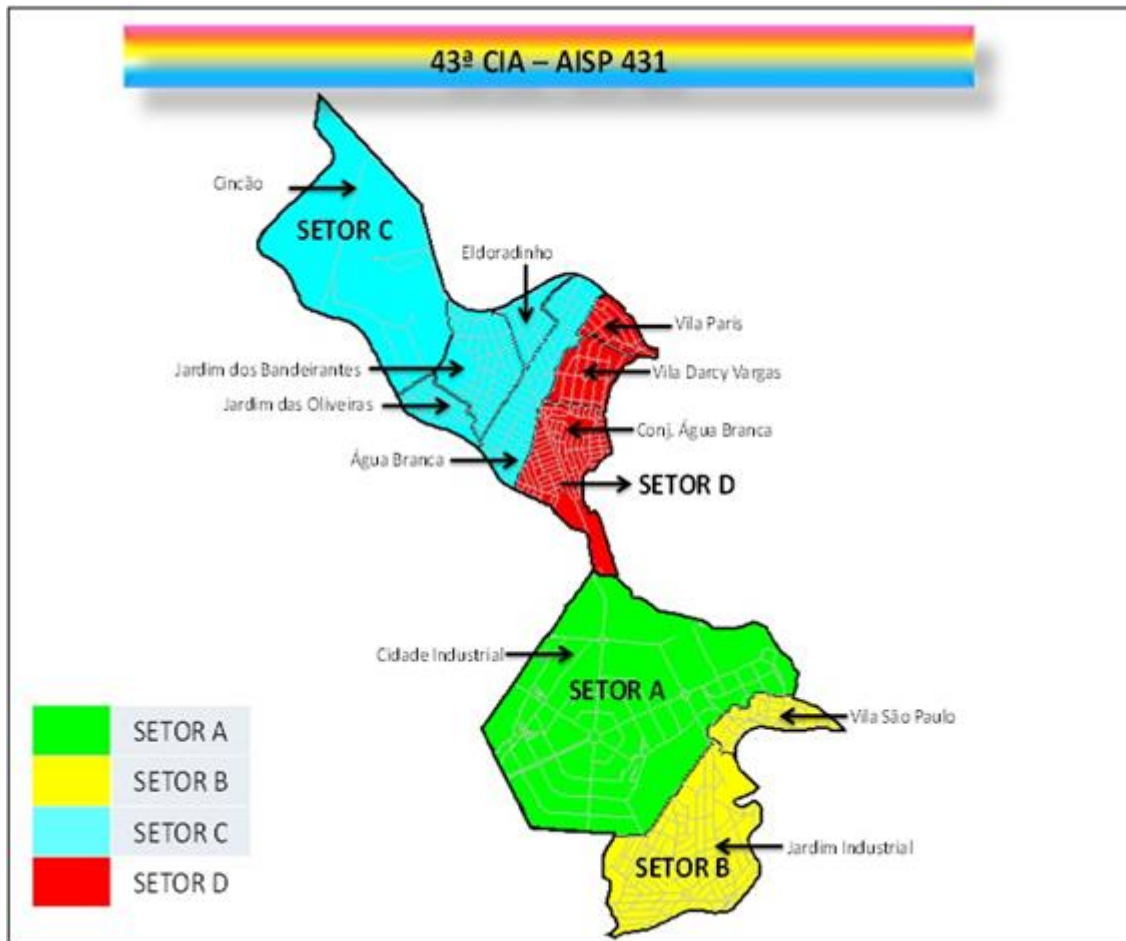 43ª CIA – AISP 431
Cincão
SETOR C
Eldoradinho
Vila Paris
Jardim dos Bandeirantes
Vila Darcy Vargas
Jardim das Oliveiras
Conj. Água Branca
Água Branca
SETOR D
Cidade Industrial
SETOR A
Vila São Paulo
Jardim Industrial
SETOR B
SETOR A
SETOR B
SETOR C
SETOR D